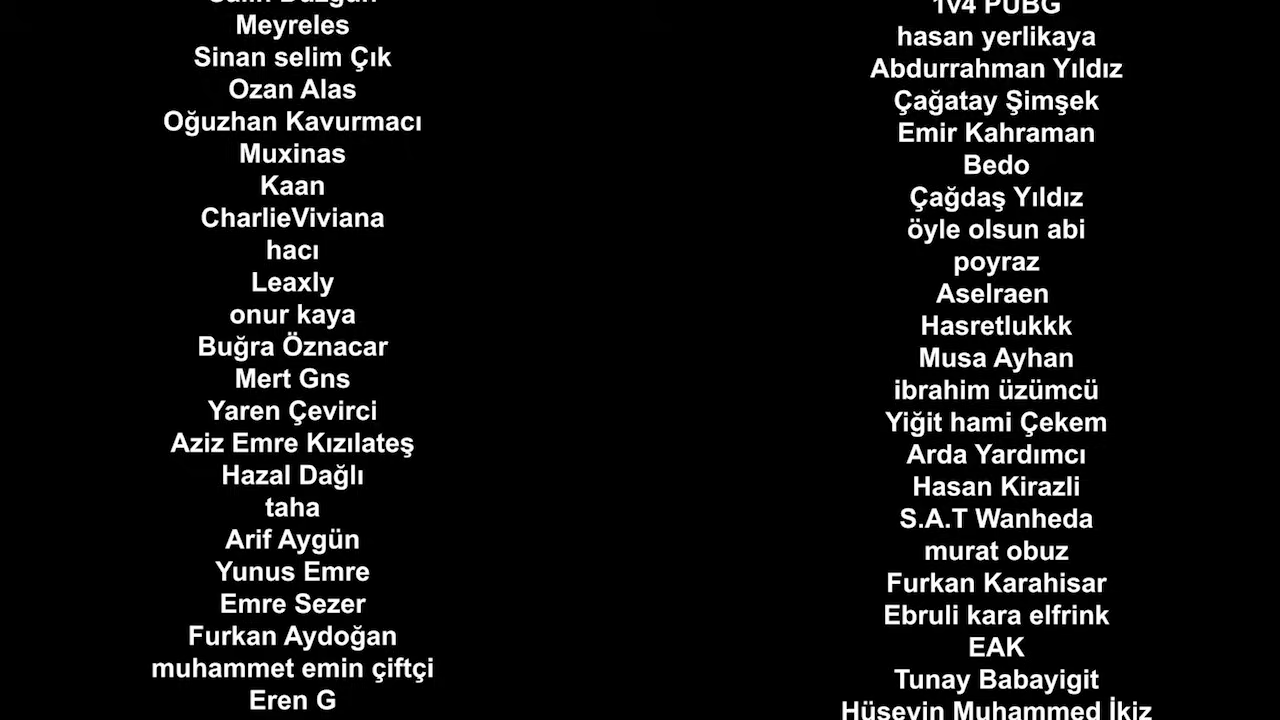 Meyreles
Sinan selim Çık
Ozan Alas
Oğuzhan Kavurmacı
Muxinas
Kaan
CharlieViviana
hacı
Leaxly
onur kaya
Buğra Öznacar
Mert Gns
Yaren Çevirci
Aziz Emre Kızılateş
Hazal Dağlı
taha
Arif Aygün
Yunus Emre
Emre Sezer
Furkan Aydoğan
muhammet emin çiftçi
Eren G
1v4 PUBG
hasan yerlikaya
Abdurrahman Yıldız
Çağatay Şimşek
Emir Kahraman
Bedo
Çağdaş Yıldız
öyle olsun abi
poyraz
Aselraen
Hasretlukkk
Musa Ayhan
ibrahim üzümcü
Yiğit hami Çekem
Arda Yardımcı
Hasan Kirazli
S.A.T Wanheda
murat obuz
Furkan Karahisar
Ebruli kara elfrink
EAK
Tunay Babayigit
Hüseyin Muhammed İkiz